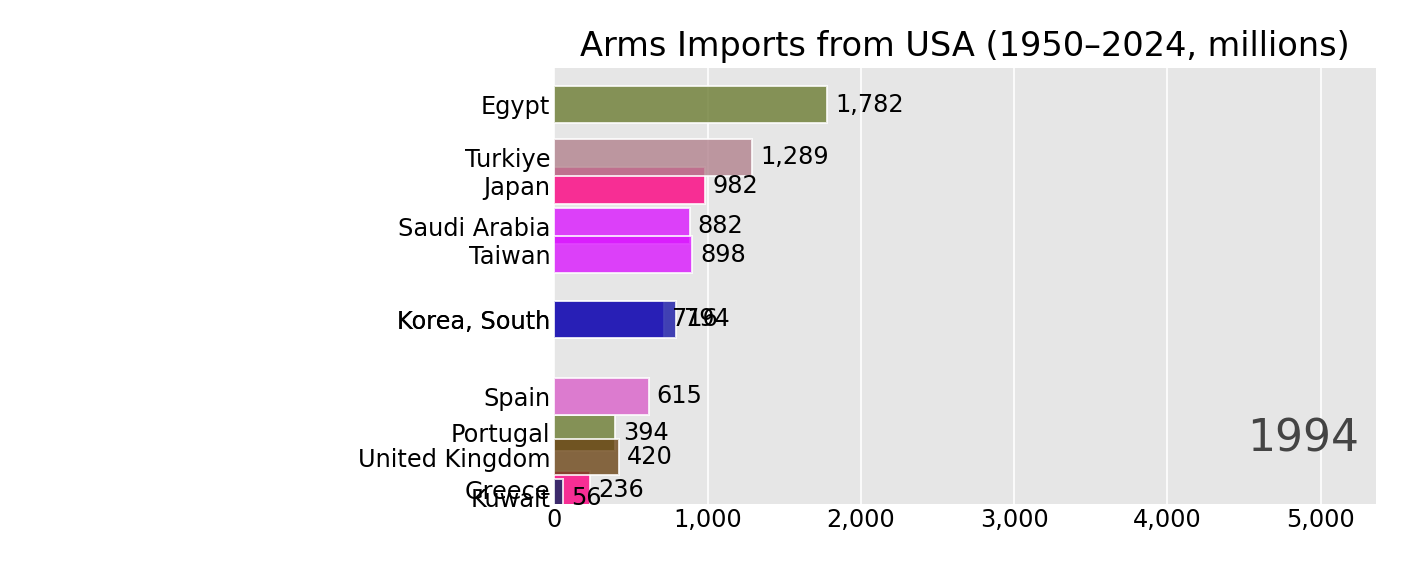 Arms Imports from USA (1950–2024, millions)
Egypt 1,782
Turkiye 1,289
Japan 982
Saudi Arabia 882
Taiwan 898
Korea, South 716 794
Spain 615
Portugal 394
United Kingdom 420
Greece 236
Kuwait 56
1994
0 1,000 2,000 3,000 4,000 5,000